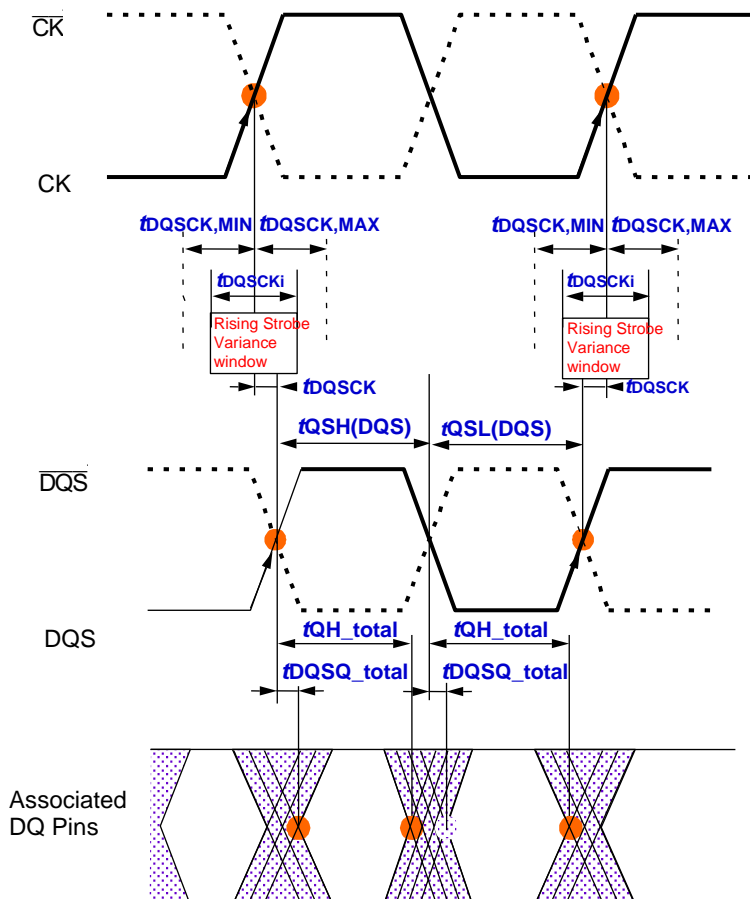 CK
CK
tDQSCK,MIN tDQSCK,MAX
tDQSCK,MIN tDQSCK,MAX
tDQSCKi
tDQSCKi
Rising Strobe
Variance
window
Rising Strobe
Variance
window
tDQSCK
tDQSCK
tQSH(DQS)
tQSL(DQS)
DQS
DQS
tQH_total
tQH_total
tDQSQ_total
tDQSQ_total
Associated
DQ Pins